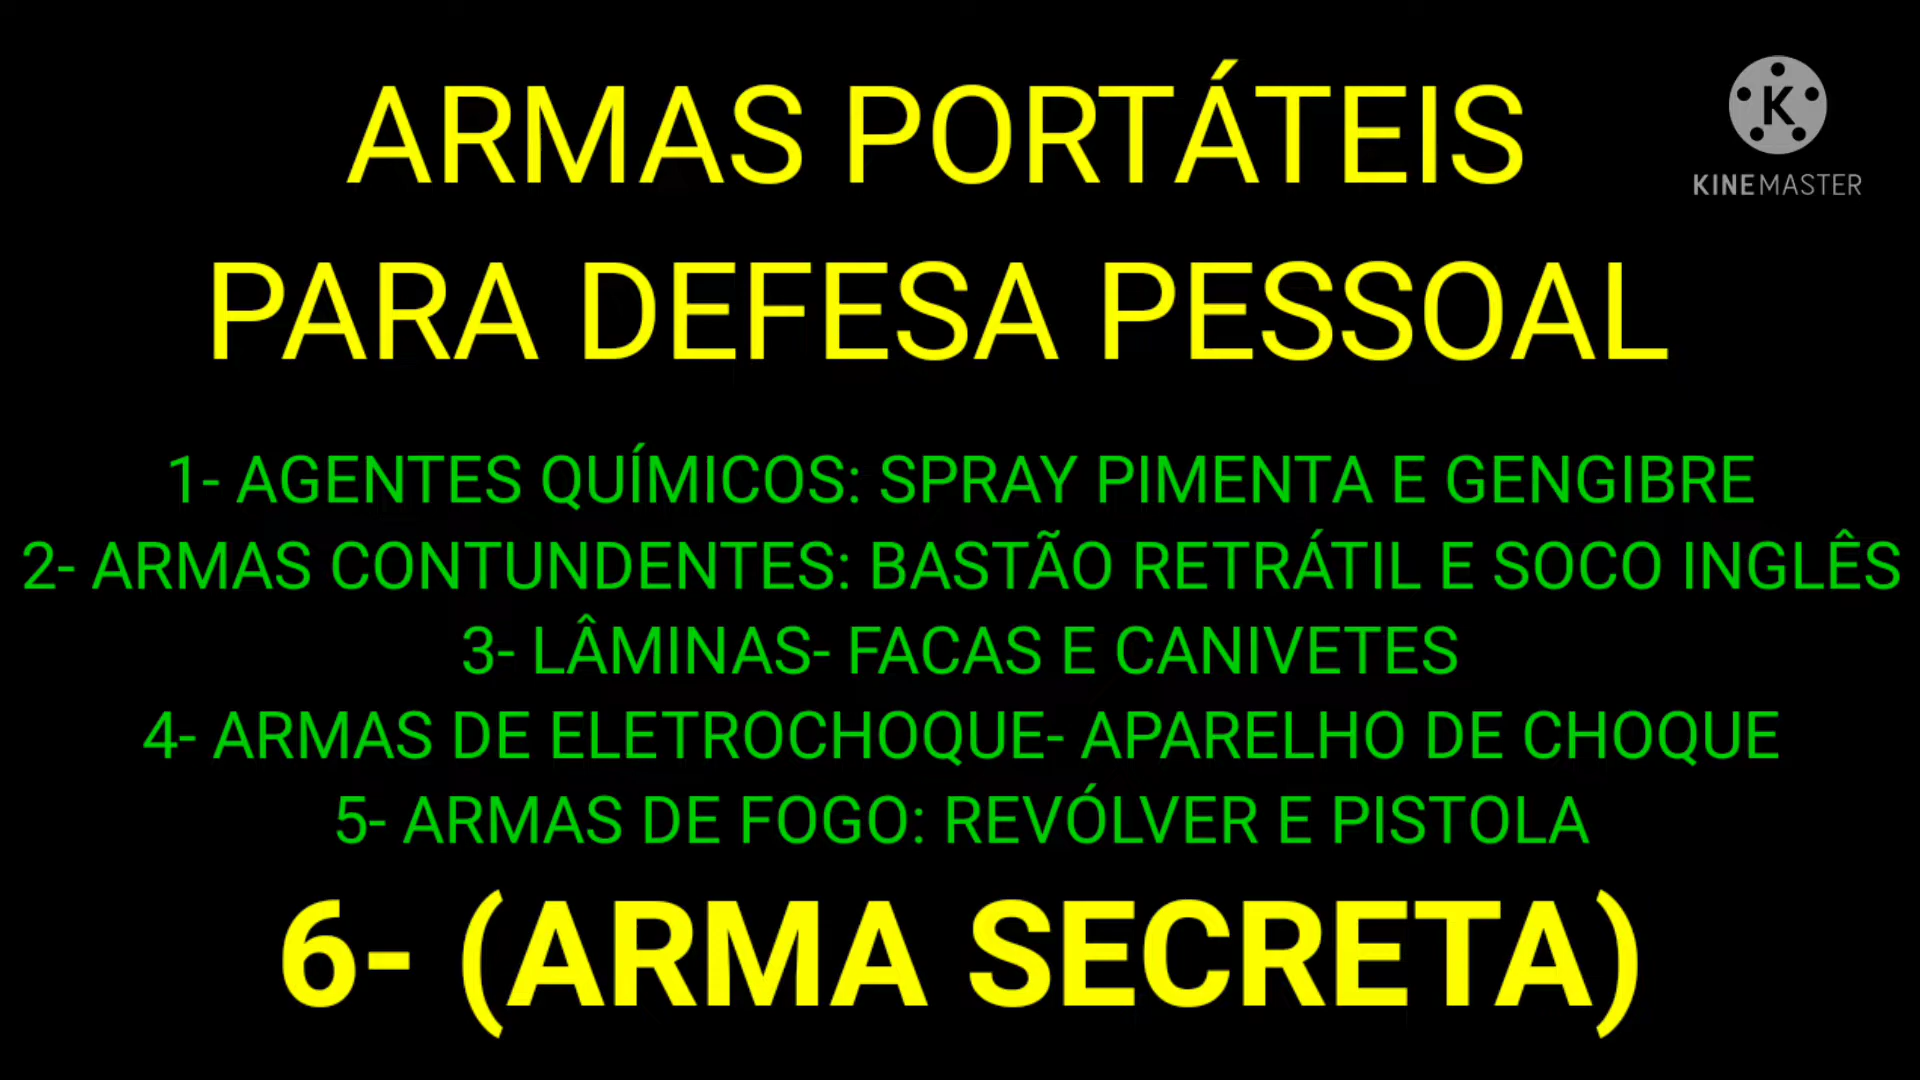 ARMAS PORTÁTEIS
PARA DEFESA PESSOAL
K
KINEMASTER
1- AGENTES QUÍMICOS: SPRAY PIMENTA E GENGIBRE
2- ARMAS CONTUNDENTES: BASTÃO RETRÁTIL E SOCO INGLÊS
3- LÂMINAS- FACAS E CANIVETES
4- ARMAS DE ELETROCHOQUE- APARELHO DE CHOQUE
5- ARMAS DE FOGO: REVÓLVER E PISTOLA
6- (ARMA SECRETA)